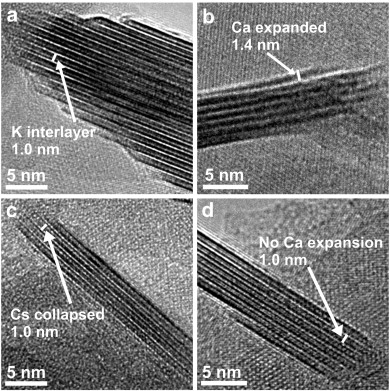 a
K interlayer
1.0 nm
5 nm
b
Ca expanded
1.4 nm
5 nm
c
Cs collapsed
1.0 nm
5 nm
d
No Ca expansion
1.0 nm
5 nm